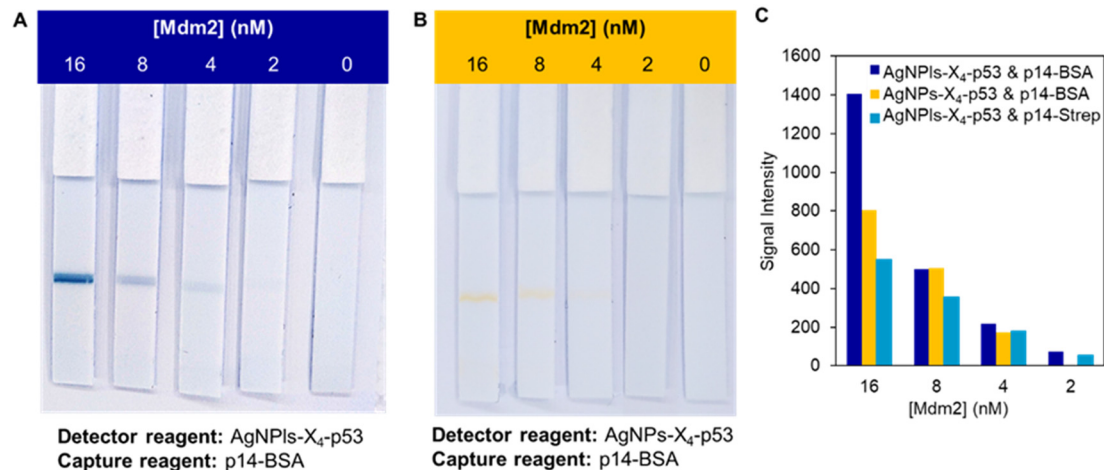 A
[Mdm2] (nM)
16 8 4 2 0
Detector reagent: AgNPls-X₄-p53
Capture reagent: p14-BSA
B
[Mdm2] (nM)
16 8 4 2 0
Detector reagent: AgNPs-X₄-p53
Capture reagent: p14-BSA
C
AgNPls-X₄-p53 & p14-BSA
AgNPs-X₄-p53 & p14-BSA
AgNPls-X₄-p53 & p14-Strep
Signal Intensity
1600
1400
1200
1000
800
600
400
200
0
16 8 4 2
[Mdm2] (nM)